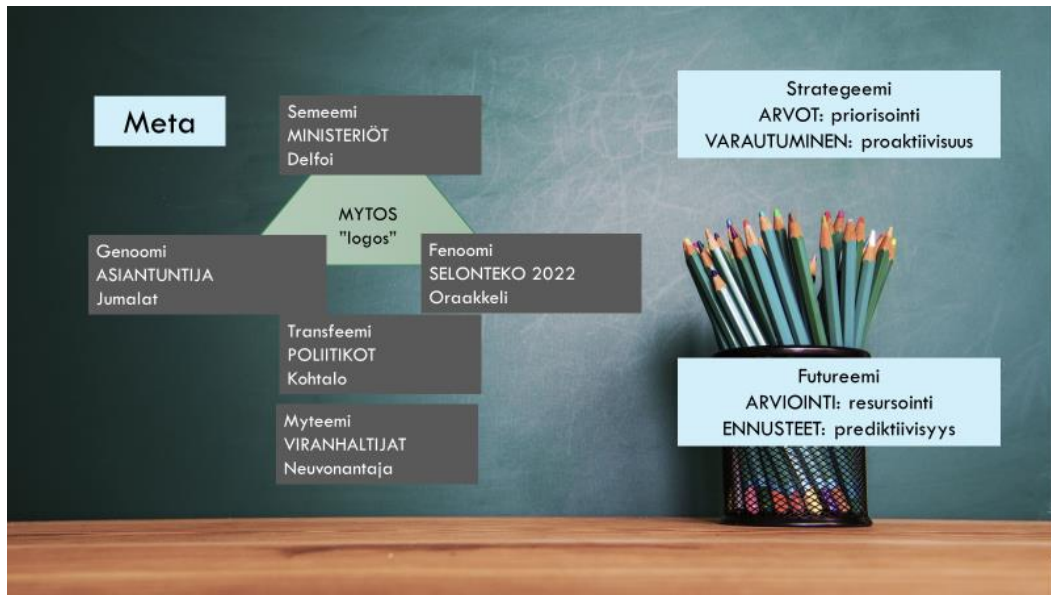 Meta
Semeemi
MINISTERIÖT
Delfoi
MYTOS
"logos"
Genoomi
ASIANTUNTIJA
Jumalat
Fenoomi
SELONTEKO 2022
Oraakkeli
Transfeemi
POLIITIKOT
Kohtalo
Myteemi
VIRANHALTIJAT
Neuvonantaja
Strategeemi
ARVOT: priorisointi
VARAUTUMINEN: proaktiivisuus
Futureemi
ARVIOINTI: resursointi
ENNUSTEET: prediktiivisyys